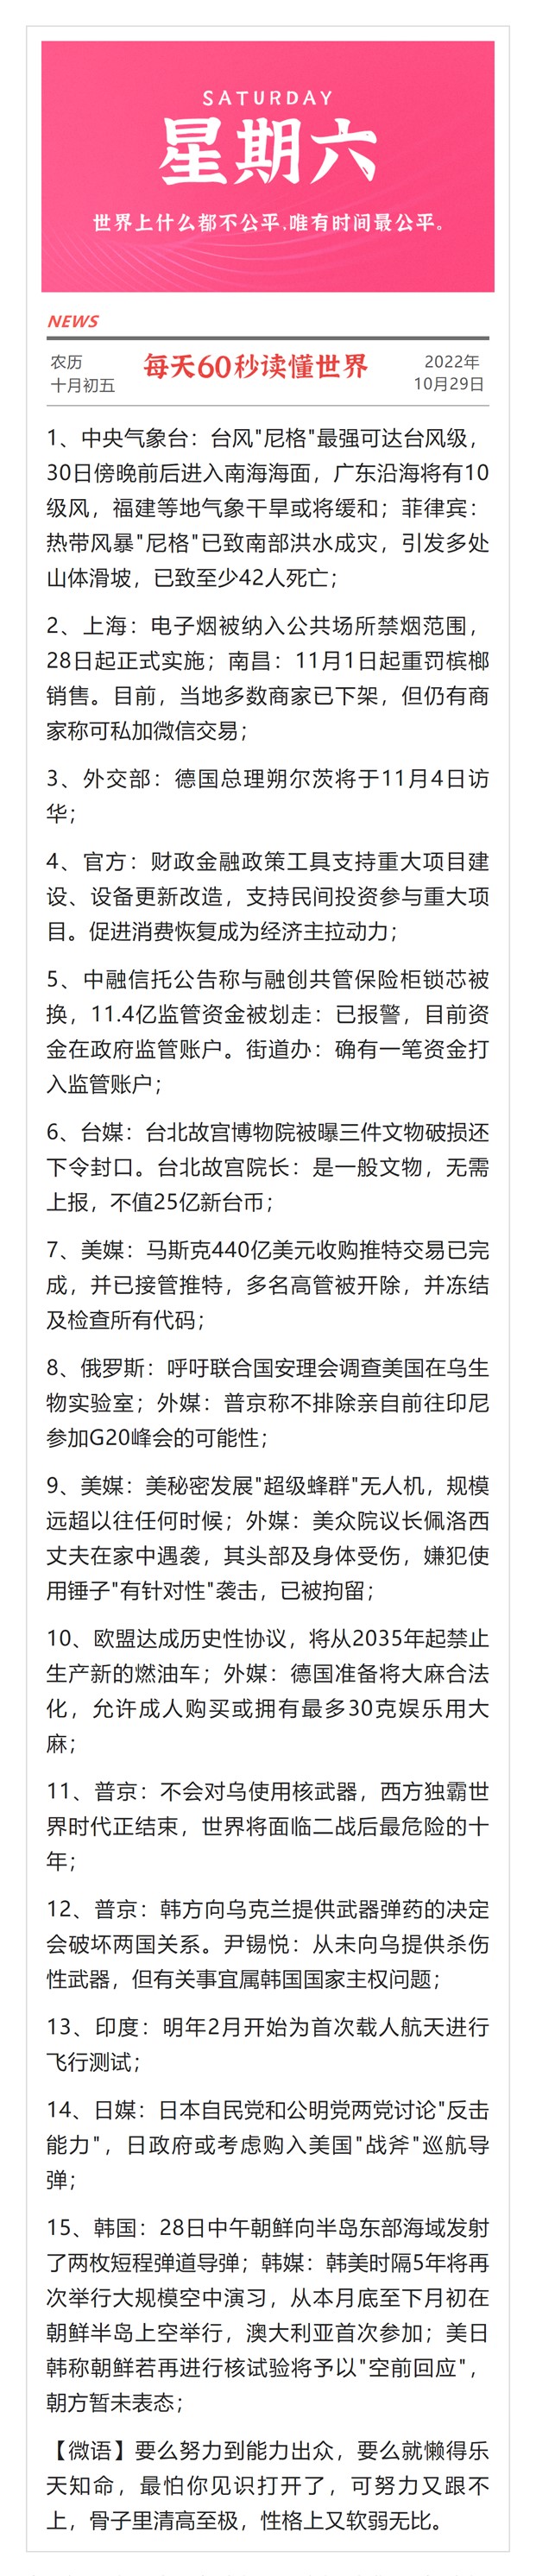 SATURDAY
星期六
世界上什么都不公平,唯有时间最公平。
NEWS
农历
十月初五
每天60秒读懂世界
2022年
10月29日
1、中央气象台：台风"尼格"最强可达台风级，
30日傍晚前后进入南海海面，广东沿海将有10
级风，福建等地气象干旱或将缓和；菲律宾：
热带风暴"尼格"已致南部洪水成灾，引发多处
山体滑坡，已致至少42人死亡；
2、上海：电子烟被纳入公共场所禁烟范围，
28日起正式实施；南昌：11月1日起重罚槟榔
销售。目前，当地多数商家已下架，但仍有商
家称可私加微信交易；
3、外交部：德国总理朔尔茨将于11月4日访
华；
4、官方：财政金融政策工具支持重大项目建
设、设备更新改造，支持民间投资参与重大项
目。促进消费恢复成为经济主拉动力；
5、中融信托公告称与融创共管保险柜锁芯被
换，11.4亿监管资金被划走：已报警，目前资
金在政府监管账户。街道办：确有一笔资金打
入监管账户；
6、台媒：台北故宫博物院被曝三件文物破损还
下令封口。台北故宫院长：是一般文物，无需
上报，不值25亿新台币；
7、美媒：马斯克440亿美元收购推特交易已完
成，并已接管推特，多名高管被开除，并冻结
及检查所有代码；
8、俄罗斯：呼吁联合国安理会调查美国在乌生
物实验室；外媒：普京称不排除亲自前往印尼
参加G20峰会的可能性；
9、美媒：美秘密发展"超级蜂群"无人机，规模
远超以往任何时候；外媒：美众院议长佩洛西
丈夫在家中遇袭，其头部及身体受伤，嫌犯使
用锤子"有针对性"袭击，已被拘留；
10、欧盟达成历史性协议，将从2035年起禁止
生产新的燃油车；外媒：德国准备将大麻合法
化，允许成人购买或拥有最多30克娱乐用大
麻；
11、普京：不会对乌使用核武器，西方独霸世
界时代正结束，世界将面临二战后最危险的十
年；
12、普京：韩方向乌克兰提供武器弹药的决定
会破坏两国关系。尹锡悦：从未向乌提供杀伤
性武器，但有关事宜属韩国国家主权问题；
13、印度：明年2月开始为首次载人航天进行
飞行测试；
14、日媒：日本自民党和公明党两党讨论"反击
能力"，日政府或考虑购入美国"战斧"巡航导
弹；
15、韩国：28日中午朝鲜向半岛东部海域发射
了两枚短程弹道导弹；韩媒：韩美时隔5年将再
次举行大规模空中演习，从本月底至下月初在
朝鲜半岛上空举行，澳大利亚首次参加；美日
韩称朝鲜若再进行核试验将予以"空前回应"，
朝方暂未表态；
【微语】要么努力到能力出众，要么就懒得乐
天知命，最怕你见识打开了，可努力又跟不
上，骨子里清高至极，性格上又软弱无比。